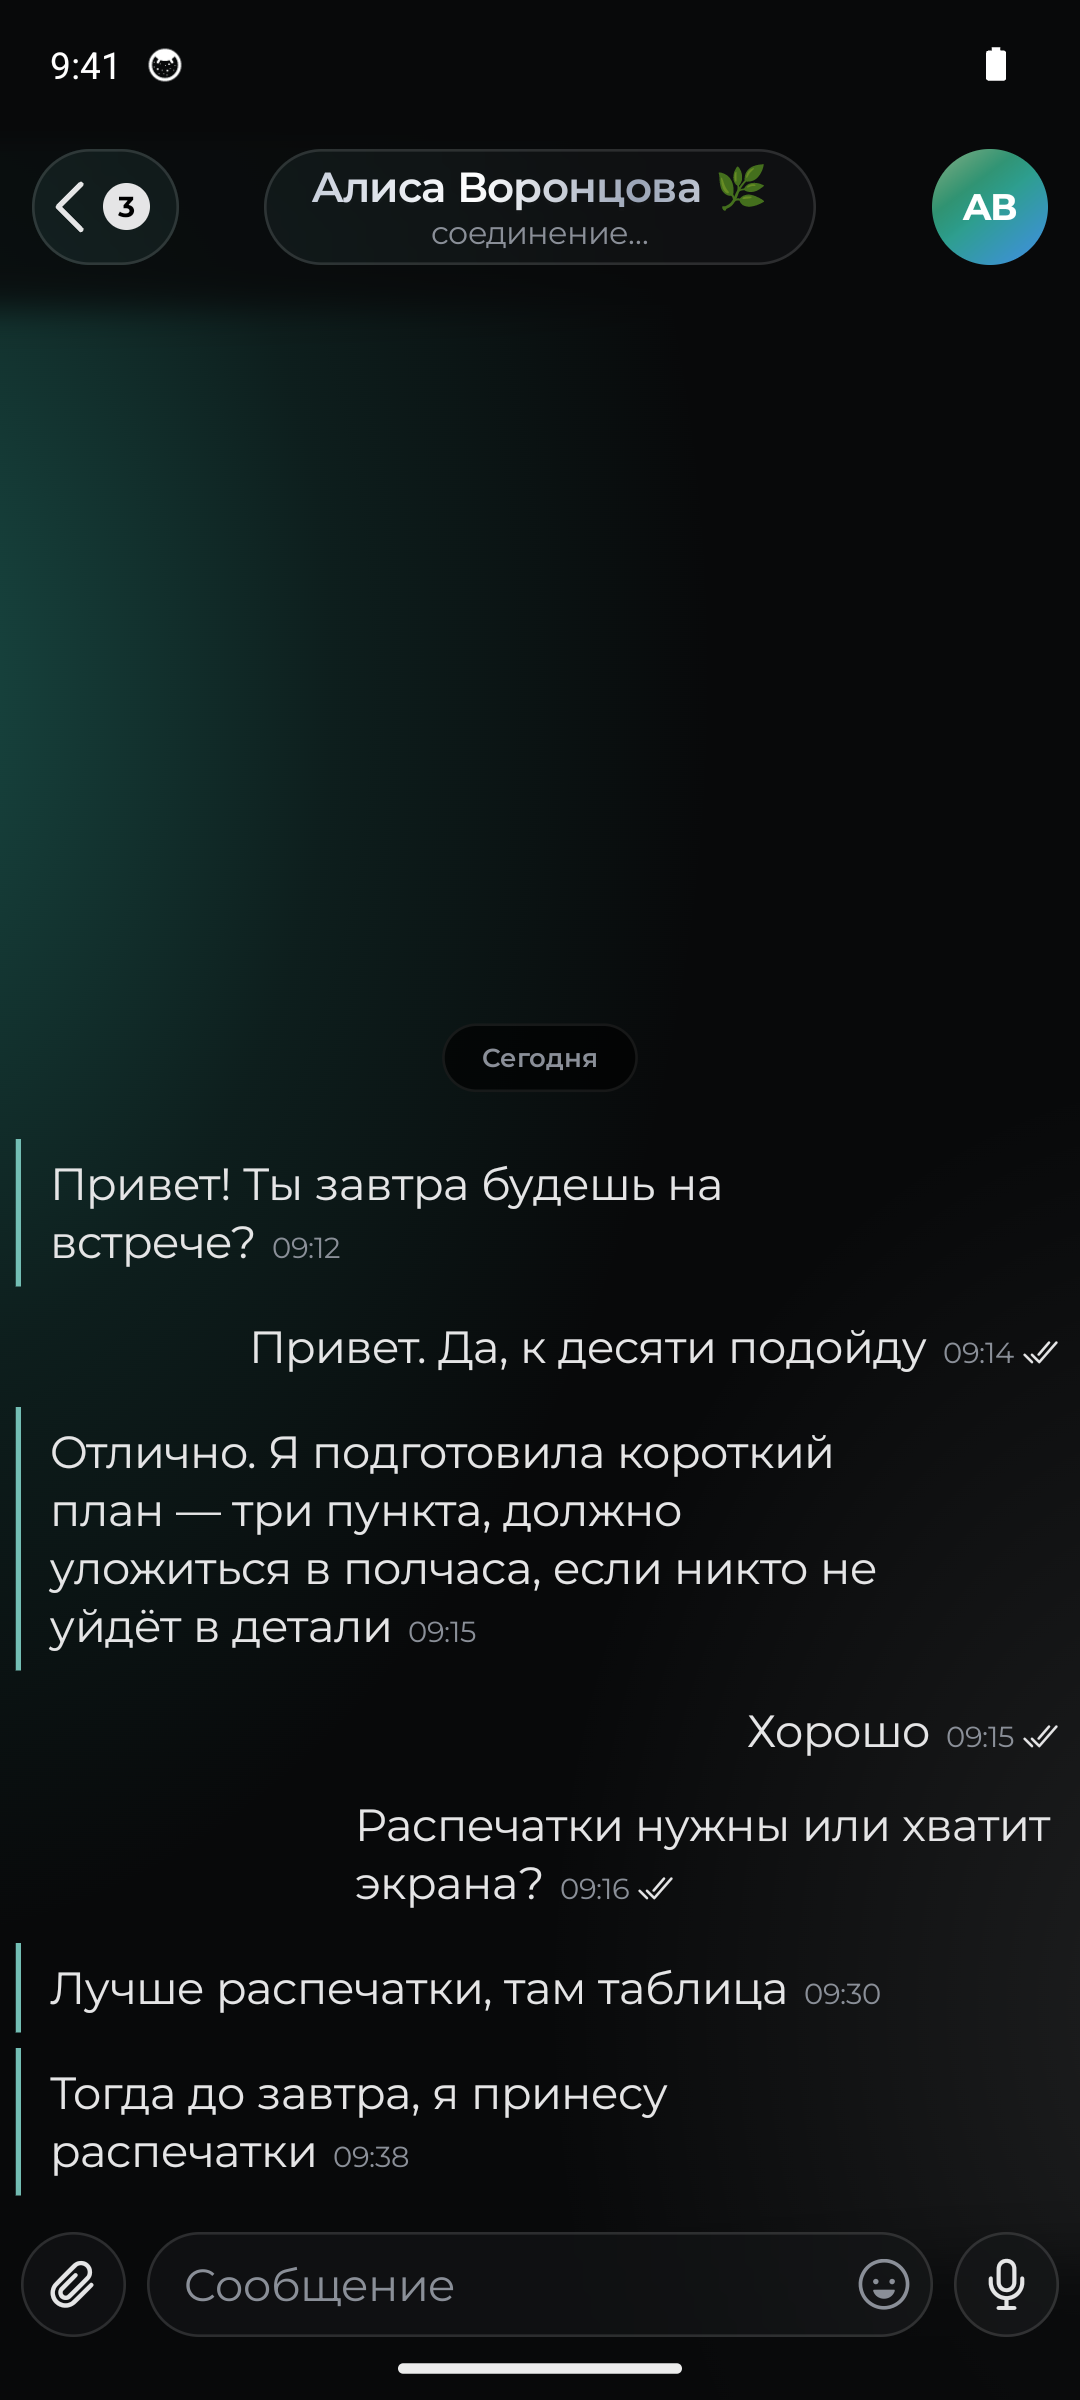 9:41
3
Алиса Воронцова 🌿
соединение...
АВ
Сегодня
Привет! Ты завтра будешь на
встрече? 09:12
Привет. Да, к десяти подойду 09:14
Отлично. Я подготовила короткий
план — три пункта, должно
уложиться в полчаса, если никто не
уйдёт в детали 09:15
Хорошо 09:15
Распечатки нужны или хватит
экрана? 09:16
Лучше распечатки, там таблица 09:30
Тогда до завтра, я принесу
распечатки 09:38
Сообщение